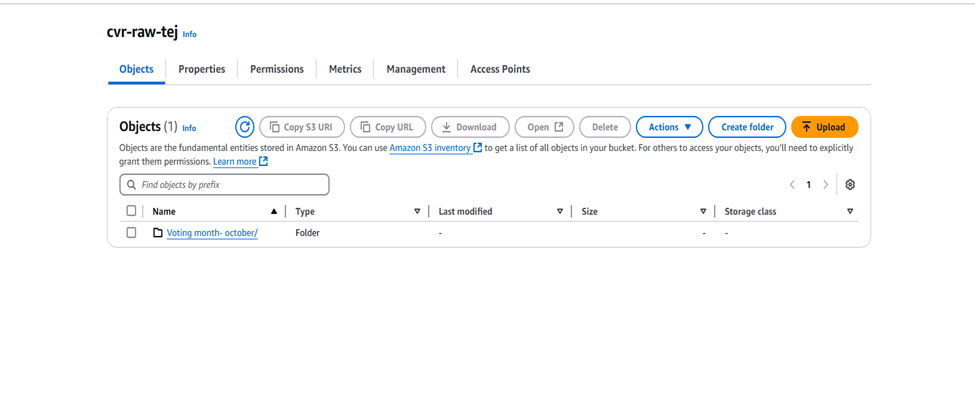 cvr-raw-tej Info
Objects Properties Permissions Metrics Management Access Points
Objects (1) Info Copy S3 URI Copy URL Download Open Delete Actions Create folder Upload
Objects are the fundamental entities stored in Amazon S3. You can use Amazon S3 inventory to get a list of all objects in your bucket. For others to access your objects, you'll need to explicitly
grant them permissions. Learn more
Find objects by prefix 1
Name Type Last modified Size Storage class
Voting month- october/ Folder - - -